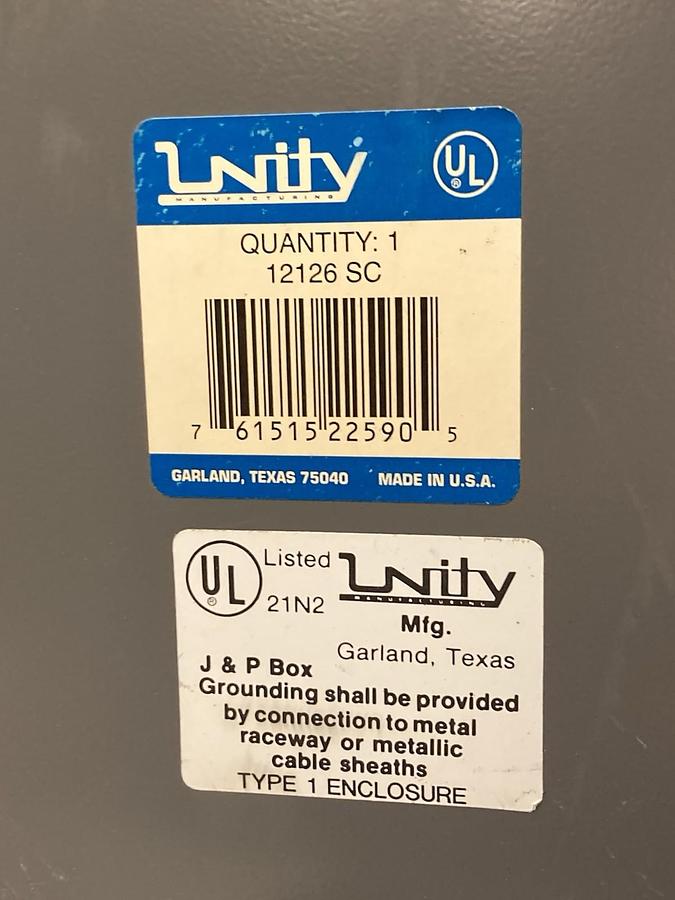 Unity
MANUFACTURING
UL
®
QUANTITY: 1
12126 SC
7 61515 22590 5
GARLAND, TEXAS 75040 MADE IN U.S.A.
UL
®
Listed
21N2
Unity
MANUFACTURING
Mfg.
Garland, Texas
J & P Box
Grounding shall be provided
by connection to metal
raceway or metallic
cable sheaths
TYPE 1 ENCLOSURE